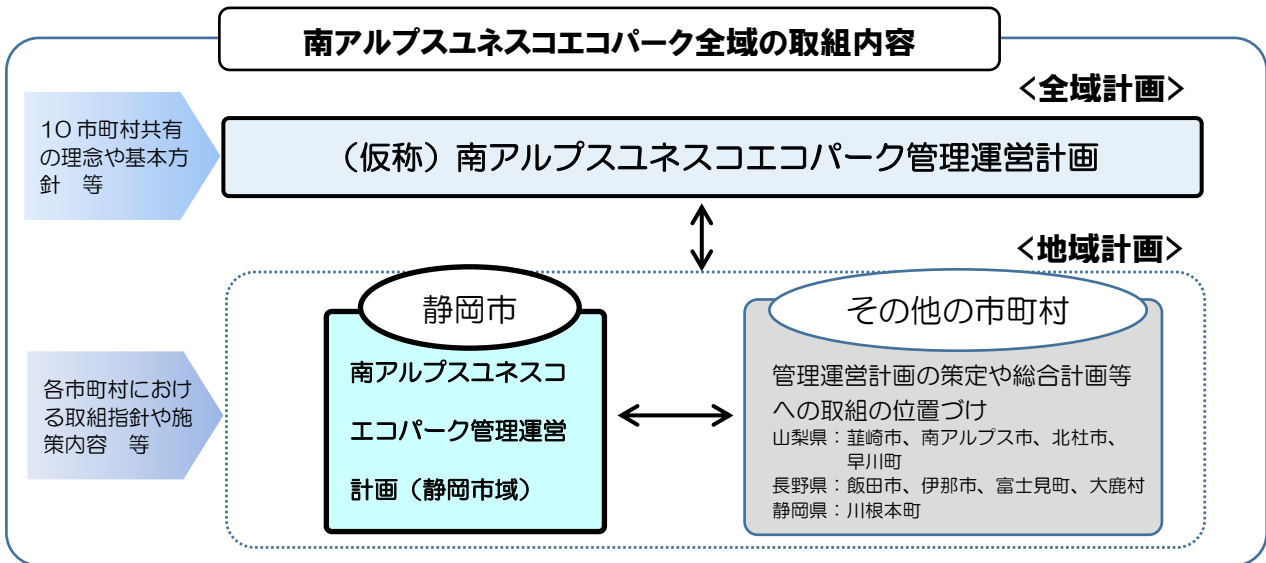 南アルプスユネスコエコパーク全域の取組内容
<全域計画>
10市町村共有
の理念や基本方
針　等
（仮称）南アルプスユネスコエコパーク管理運営計画
<地域計画>
各市町村におけ
る取組指針や施
策内容　等
静岡市
南アルプスユネスコ
エコパーク管理運営
計画（静岡市域）
その他の市町村
管理運営計画の策定や総合計画等
への取組の位置づけ
山梨県：韮崎市、南アルプス市、北杜市、
早川町
長野県：飯田市、伊那市、富士見町、大鹿村
静岡県：川根本町